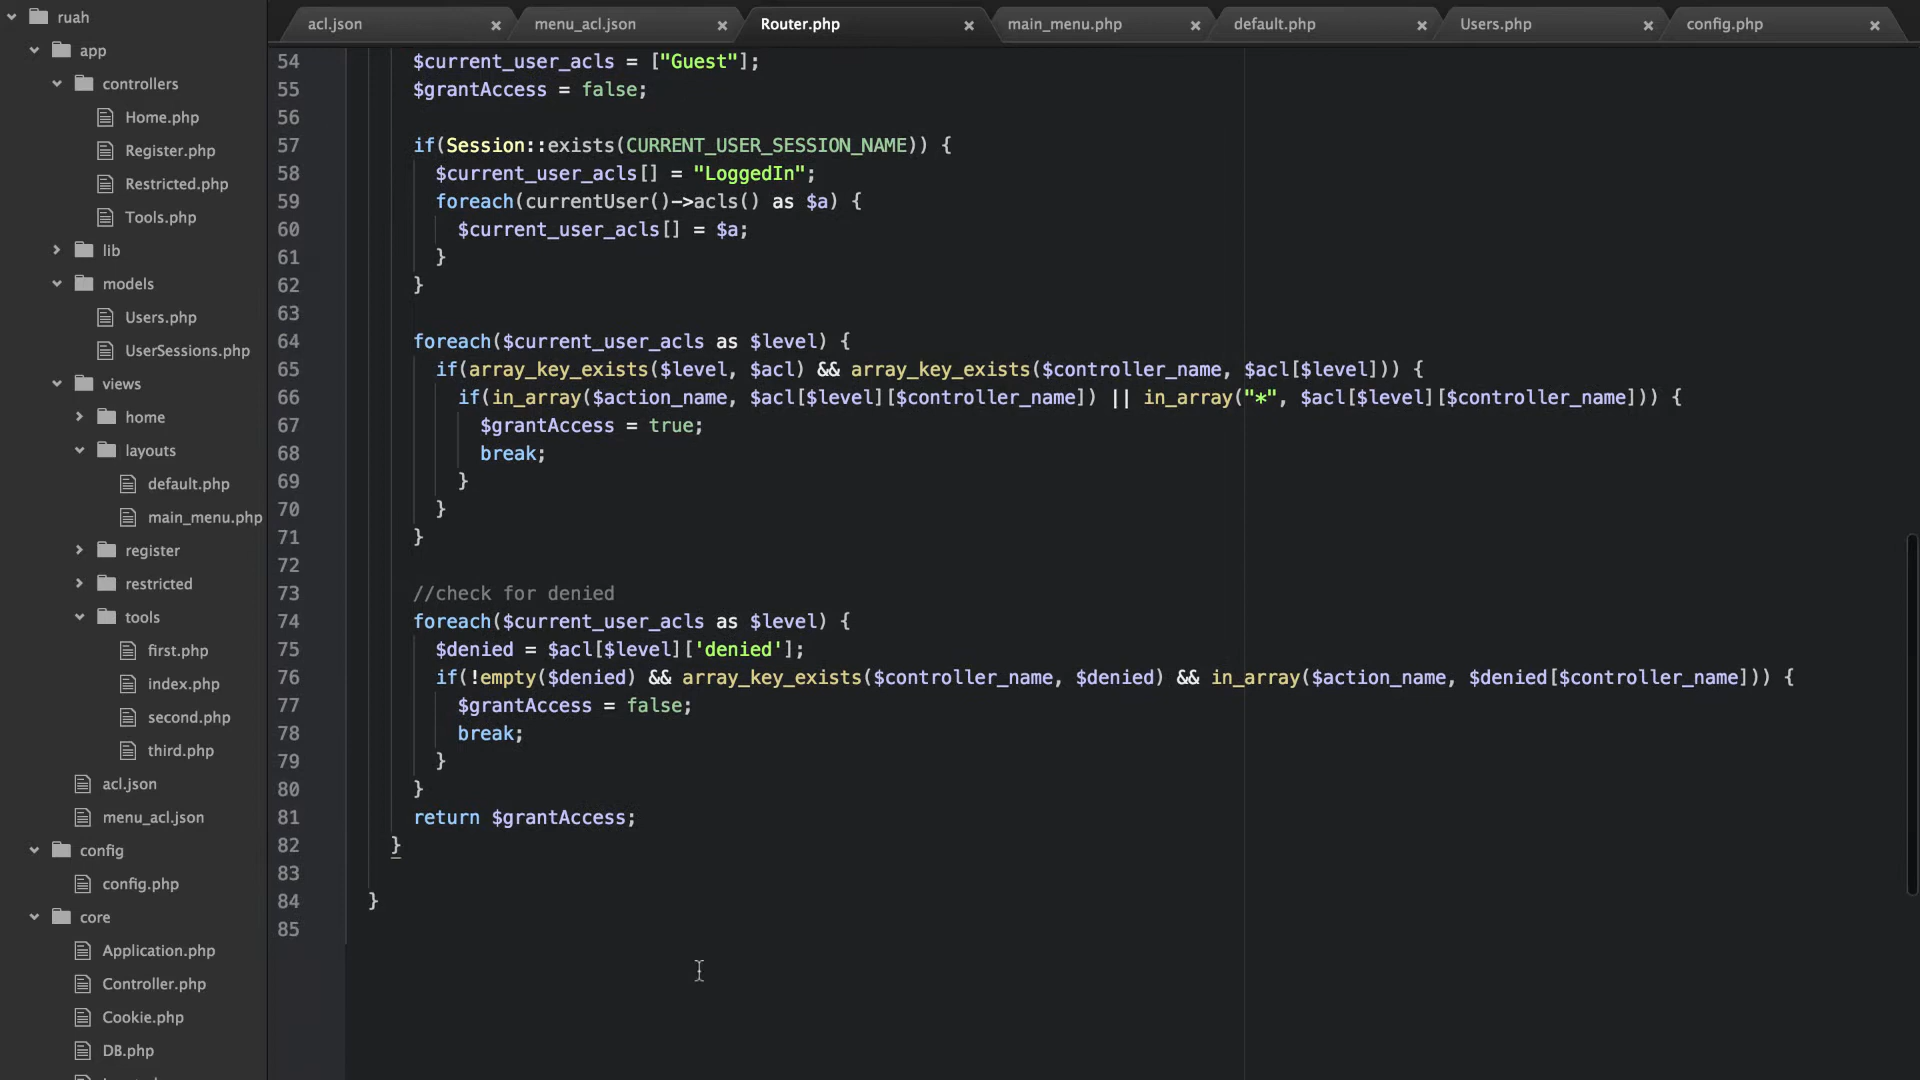 ruah
app
controllers
Home.php
Register.php
Restricted.php
Tools.php
lib
models
Users.php
UserSessions.php
views
home
layouts
default.php
main_menu.php
register
restricted
tools
first.php
index.php
second.php
third.php
acl.json
menu_acl.json
config
config.php
core
Application.php
Controller.php
Cookie.php
DB.php
acl.json × menu_acl.json × Router.php × main_menu.php × default.php × Users.php × config.php ×
54 $current_user_acls = ["Guest"];
55 $grantAccess = false;
56
57 if(Session::exists(CURRENT_USER_SESSION_NAME)) {
58 $current_user_acls[] = "LoggedIn";
59 foreach(currentUser()->acls() as $a) {
60 $current_user_acls[] = $a;
61 }
62 }
63
64 foreach($current_user_acls as $level) {
65 if(array_key_exists($level, $acl) && array_key_exists($controller_name, $acl[$level])) {
66 if(in_array($action_name, $acl[$level][$controller_name]) || in_array("*", $acl[$level][$controller_name])) {
67 $grantAccess = true;
68 break;
69 }
70 }
71 }
72
73 //check for denied
74 foreach($current_user_acls as $level) {
75 $denied = $acl[$level]['denied'];
76 if(!empty($denied) && array_key_exists($controller_name, $denied) && in_array($action_name, $denied[$controller_name])) {
77 $grantAccess = false;
78 break;
79 }
80 }
81 return $grantAccess;
82 }
83
84 }
85